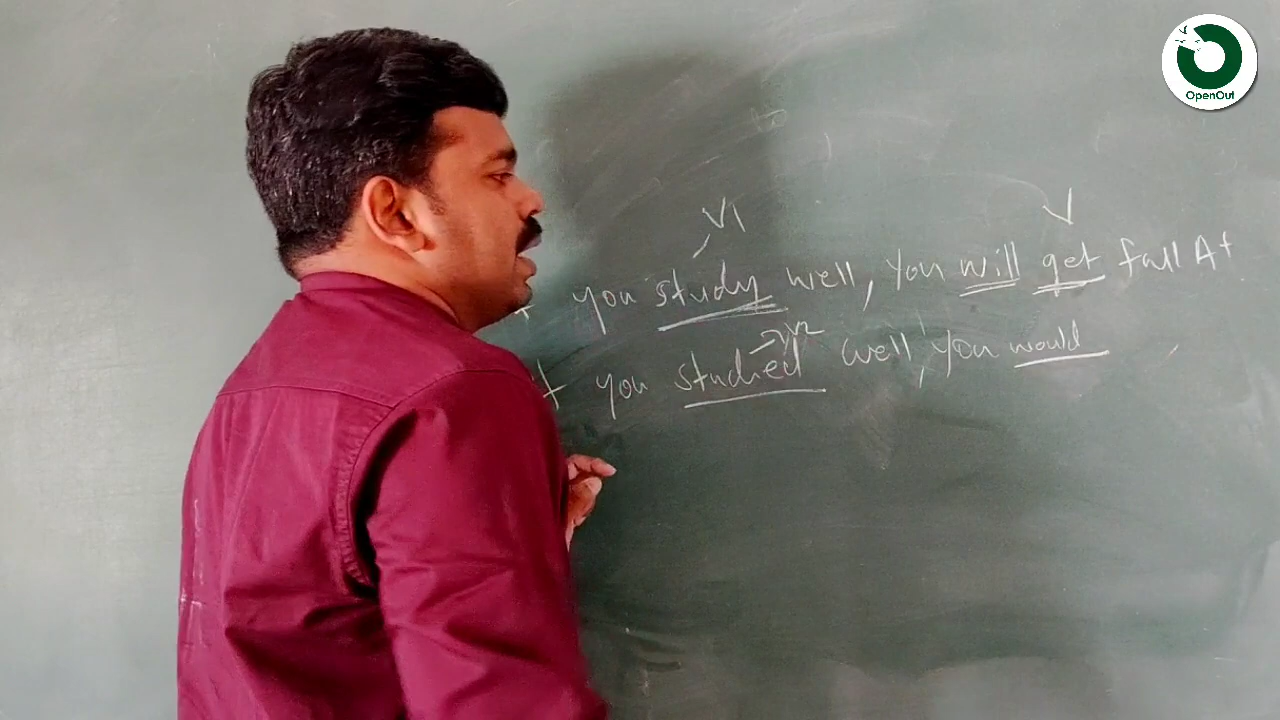 OpenOut
V1 V
you study well, you will get full A+
V2
you studied well, you would